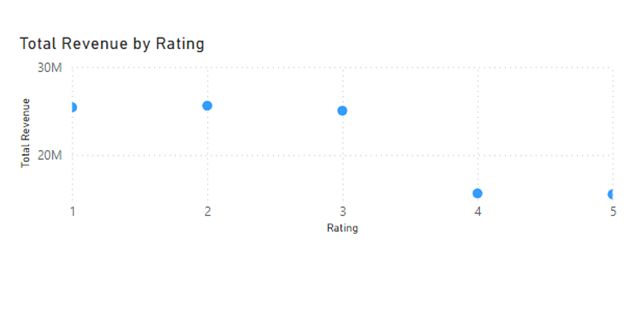 Total Revenue by Rating
30M
20M
Total Revenue
1 2 3 4 5
Rating